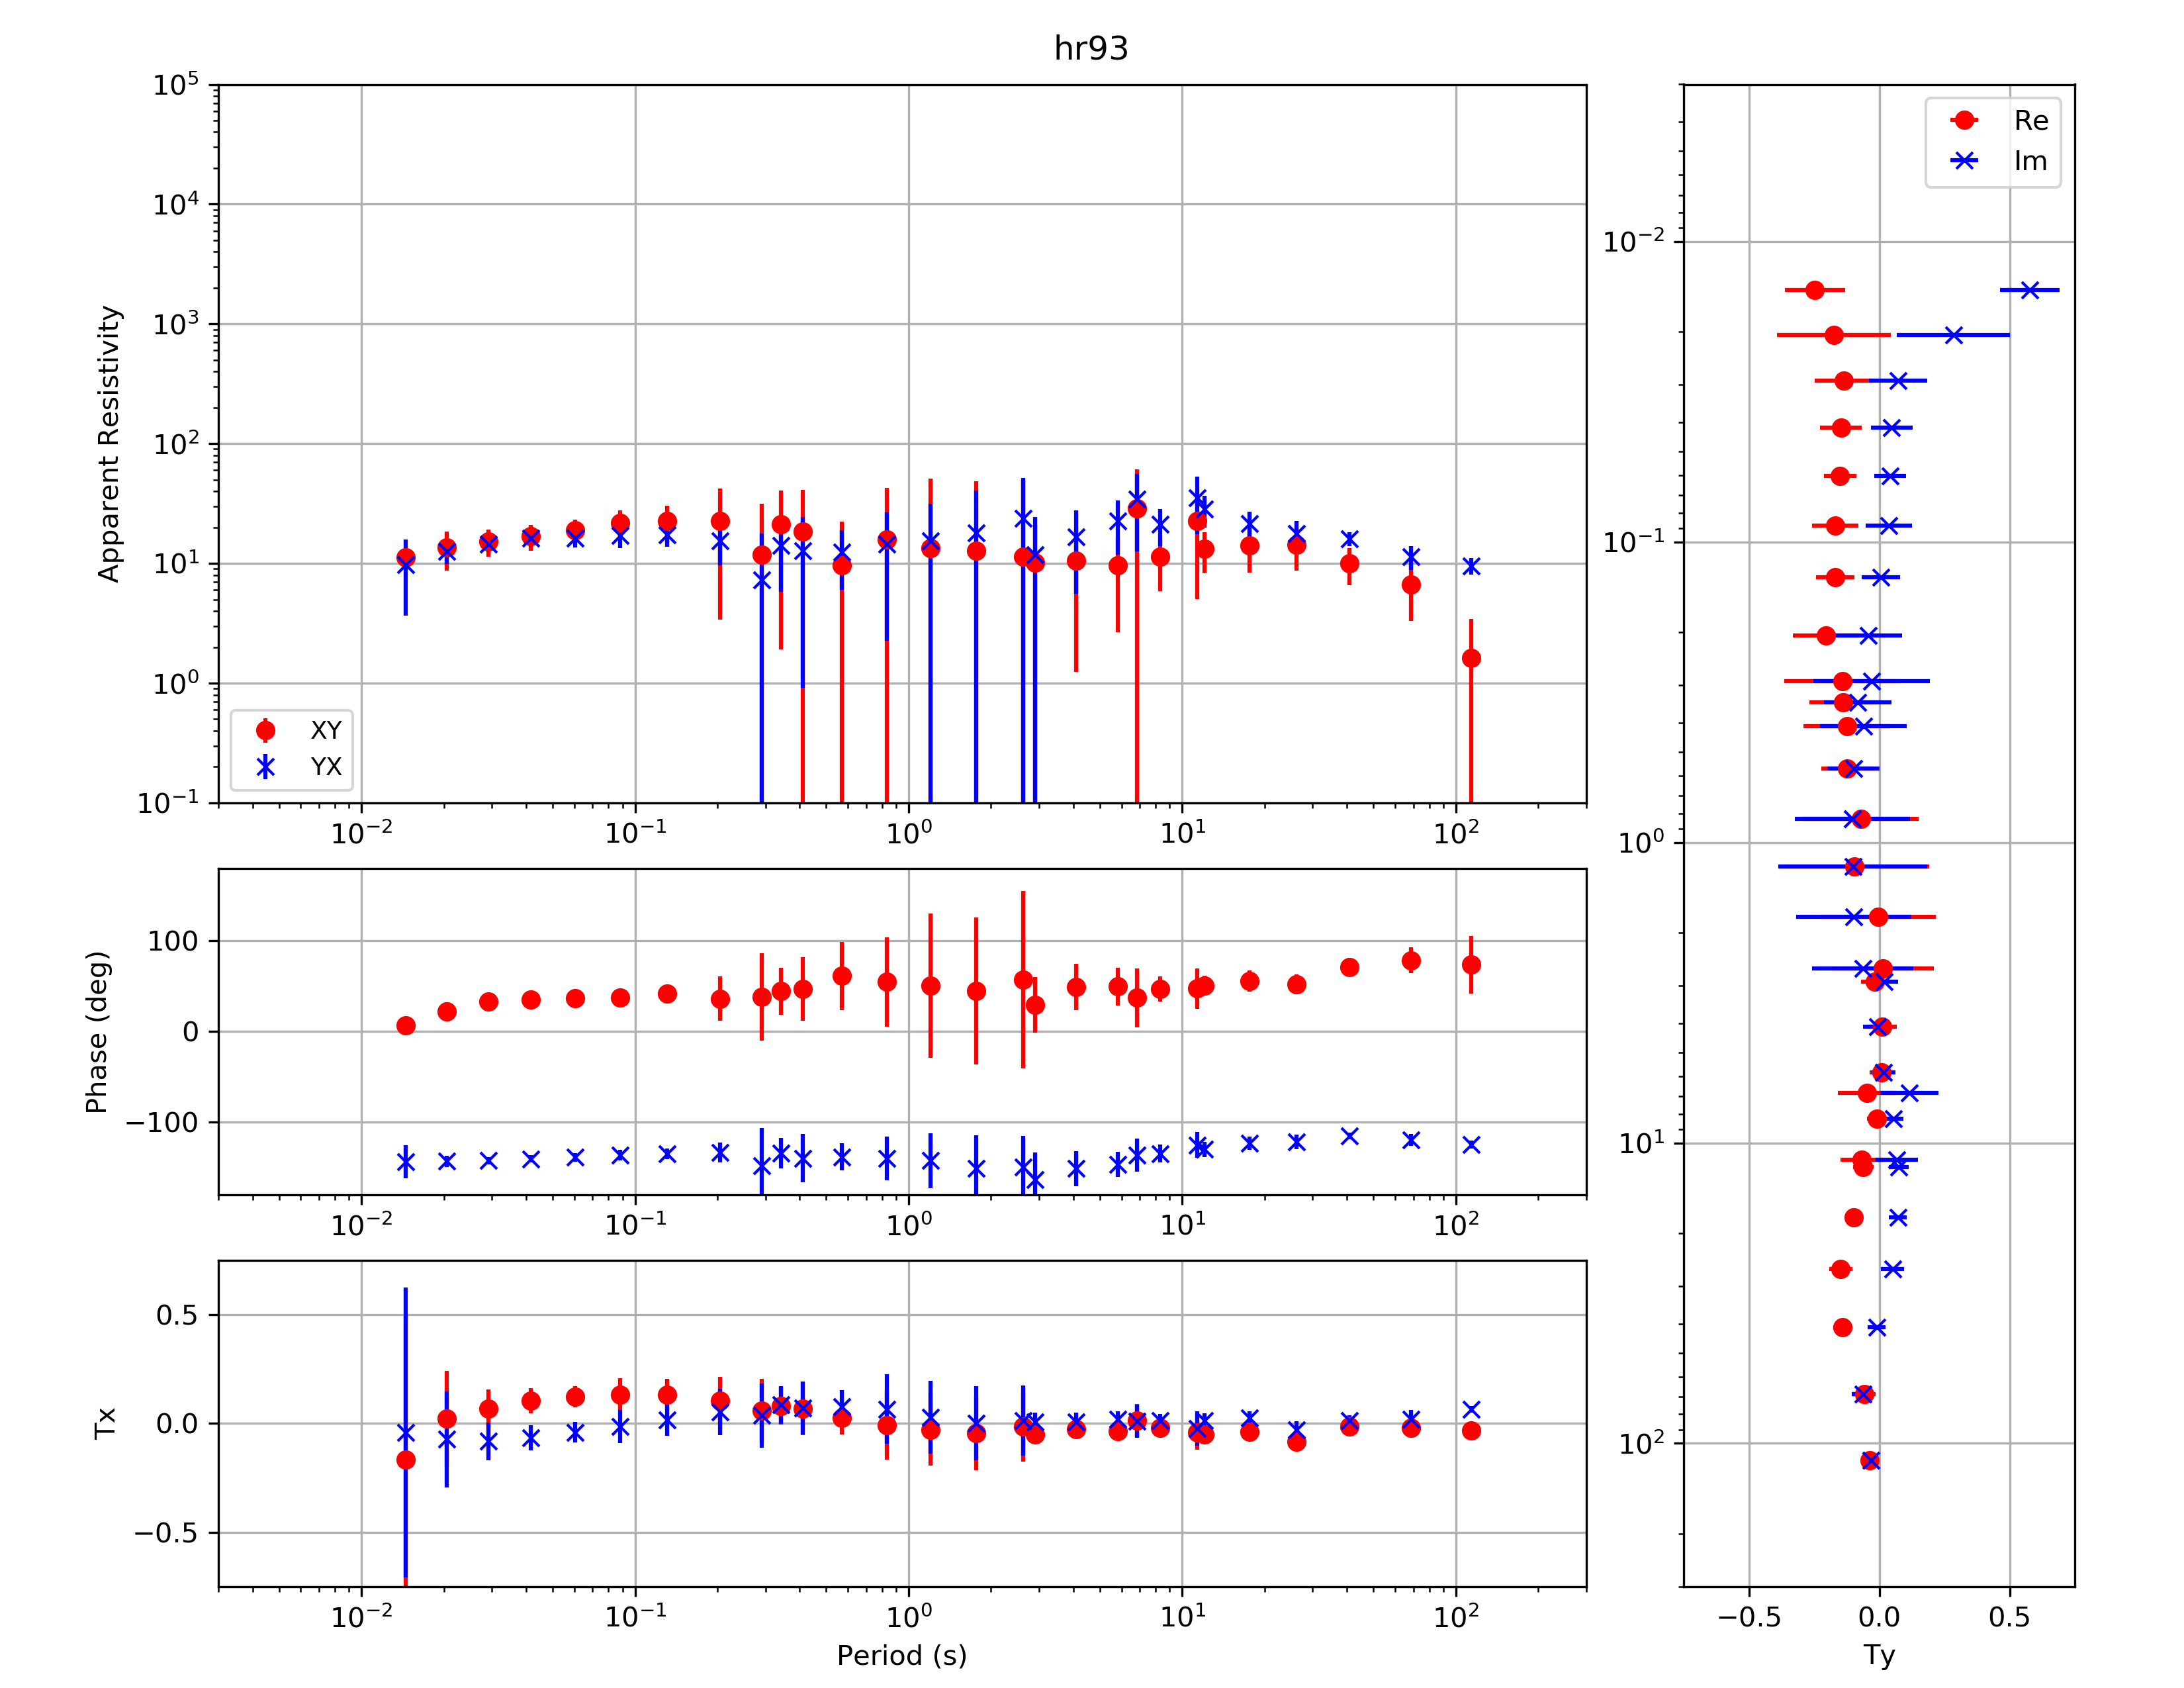 hr93
Apparent Resistivity
10^5
10^4
10^3
10^2
10^1
10^0
10^-1
XY
YX
10^-2 10^-1 10^0 10^1 10^2
Phase (deg)
100
0
−100
10^-2 10^-1 10^0 10^1 10^2
Tx
0.5
0.0
−0.5
10^-2 10^-1 10^0 10^1 10^2
Period (s)
Re
Im
10^-2
10^-1
10^0
10^1
10^2
−0.5 0.0 0.5
Ty